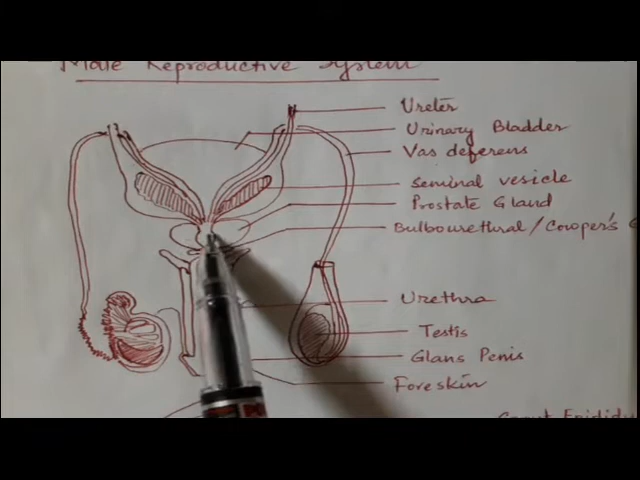 Male Reproductive System
Ureter
Urinary Bladder
Vas deferens
Seminal vesicle
Prostate Gland
Bulbourethral/Cowper's
Urethra
Testis
Glans Penis
Foreskin